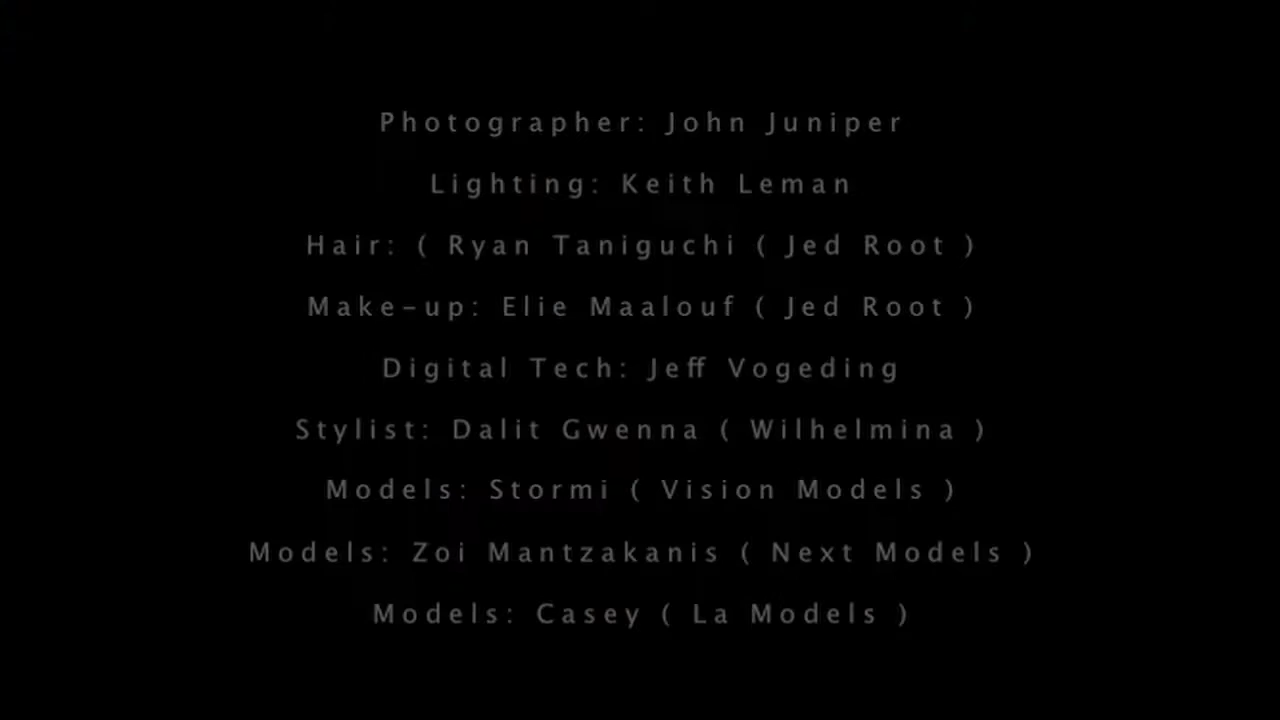 Photographer: John Juniper
Lighting: Keith Leman
Hair: ( Ryan Taniguchi ( Jed Root )
Make-up: Elie Maalouf ( Jed Root )
Digital Tech: Jeff Vogeding
Stylist: Dalit Gwenna ( Wilhelmina )
Models: Stormi ( Vision Models )
Models: Zoi Mantzakanis ( Next Models )
Models: Casey ( La Models )